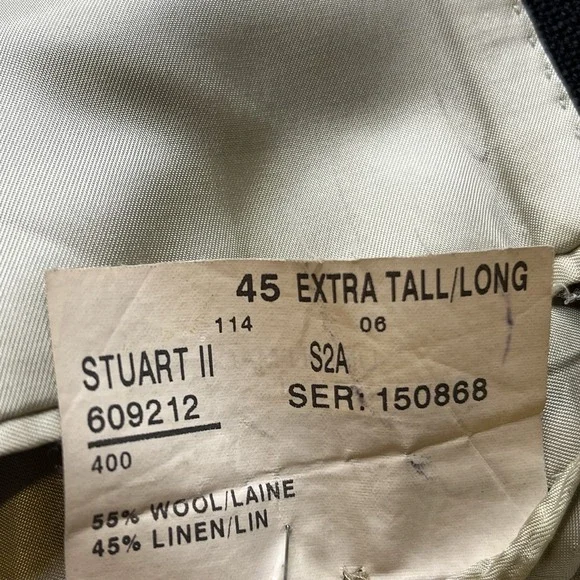 45 EXTRA TALL/LONG
114 06
STUART II S2A
609212 SER: 150868
400
55% WOOL/LAINE
45% LINEN/LIN